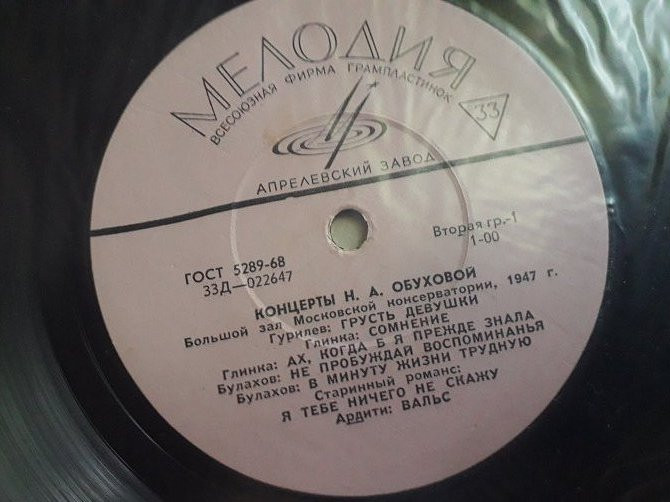 МЕЛОДИЯ
ВСЕСОЮЗНАЯ ФИРМА ГРАМПЛАСТИНОК
33
АПРЕЛЕВСКИЙ ЗАВОД
ГОСТ 5289-68
33Д—022647
Вторая гр.-1
1-00
КОНЦЕРТЫ Н. А. ОБУХОВОЙ
Большой зал Московской консерватории, 1947 г.
Гурилев: ГРУСТЬ ДЕВУШКИ
Глинка: СОМНЕНИЕ
Глинка: АХ, КОГДА Б Я ПРЕЖДЕ ЗНАЛА
Булахов: НЕ ПРОБУЖДАЙ ВОСПОМИНАНЬЯ
Булахов: В МИНУТУ ЖИЗНИ ТРУДНУЮ
Старинный романс:
Я ТЕБЕ НИЧЕГО НЕ СКАЖУ
Ардити: ВАЛЬС